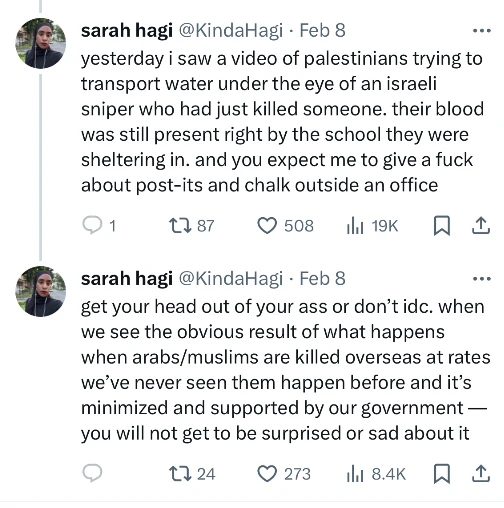 sarah hagi @KindaHagi · Feb 8 ...
yesterday i saw a video of palestinians trying to
transport water under the eye of an israeli
sniper who had just killed someone. their blood
was still present right by the school they were
sheltering in. and you expect me to give a fuck
about post-its and chalk outside an office
1 87 508 19K
sarah hagi @KindaHagi · Feb 8 ...
get your head out of your ass or don’t idc. when
we see the obvious result of what happens
when arabs/muslims are killed overseas at rates
we’ve never seen them happen before and it’s
minimized and supported by our government —
you will not get to be surprised or sad about it
24 273 8.4K